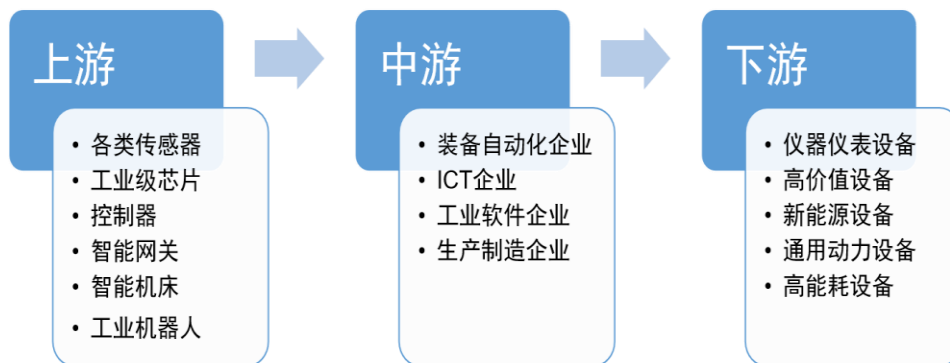 上游
• 各类传感器
• 工业级芯片
• 控制器
• 智能网关
• 智能机床
• 工业机器人
中游
• 装备自动化企业
• ICT企业
• 工业软件企业
• 生产制造企业
下游
• 仪器仪表设备
• 高价值设备
• 新能源设备
• 通用动力设备
• 高能耗设备